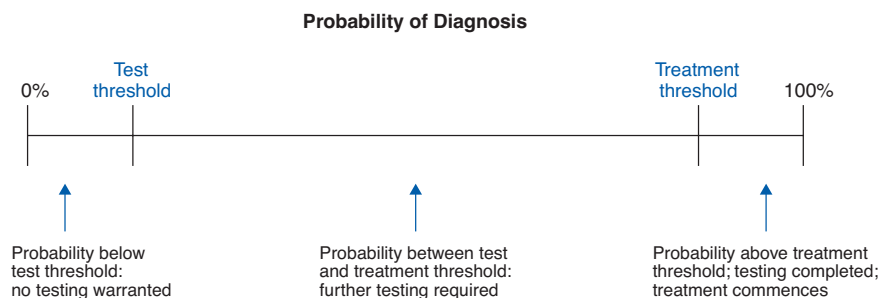 Probability of Diagnosis
0%
Test
threshold
Treatment
threshold
100%
Probability below
test threshold:
no testing warranted
Probability between test
and treatment threshold:
further testing required
Probability above treatment
threshold; testing completed;
treatment commences